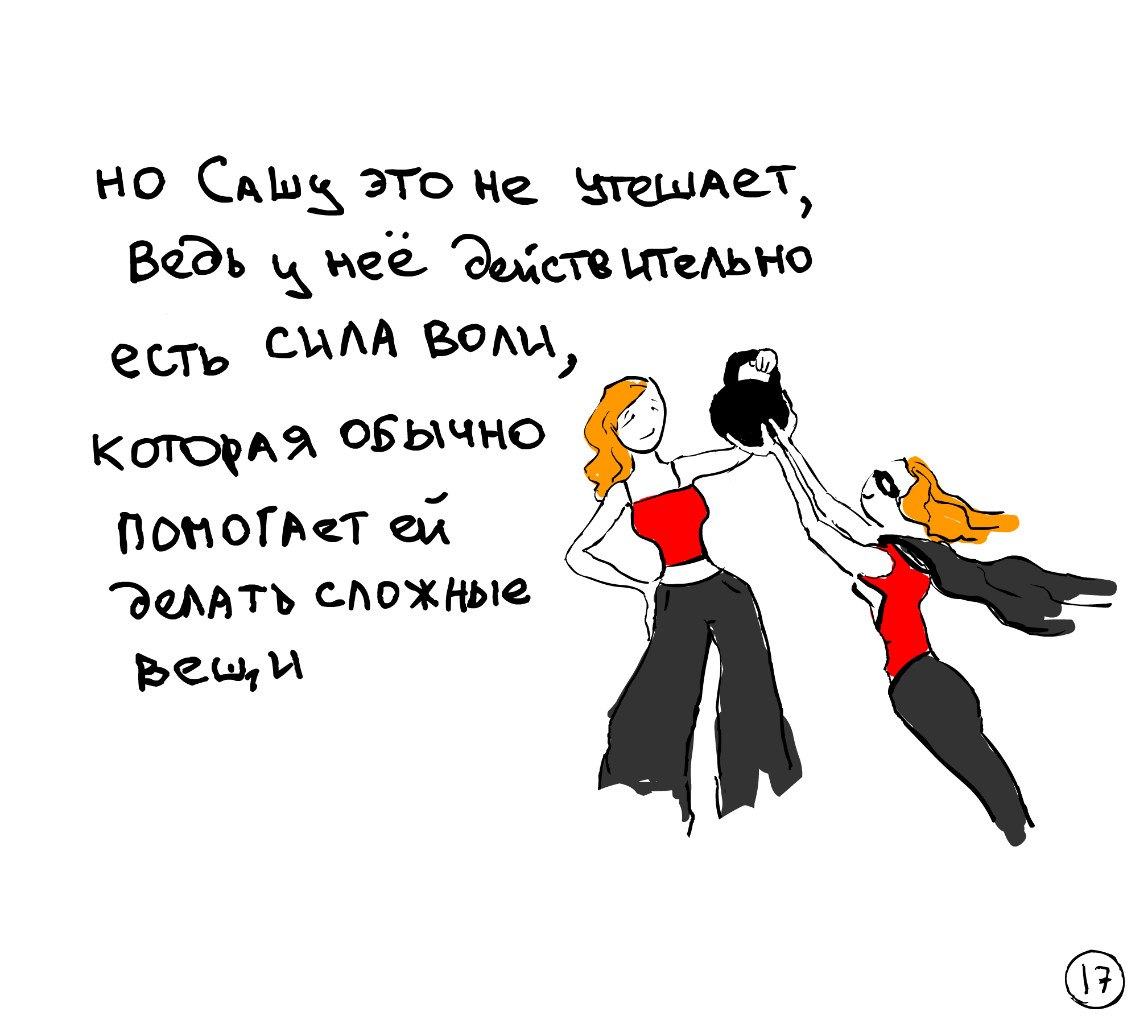 но Сашу это не утешает,
ведь у неё действительно
есть сила воли,
которая обычно
помогает ей
делать сложные
вещи
17